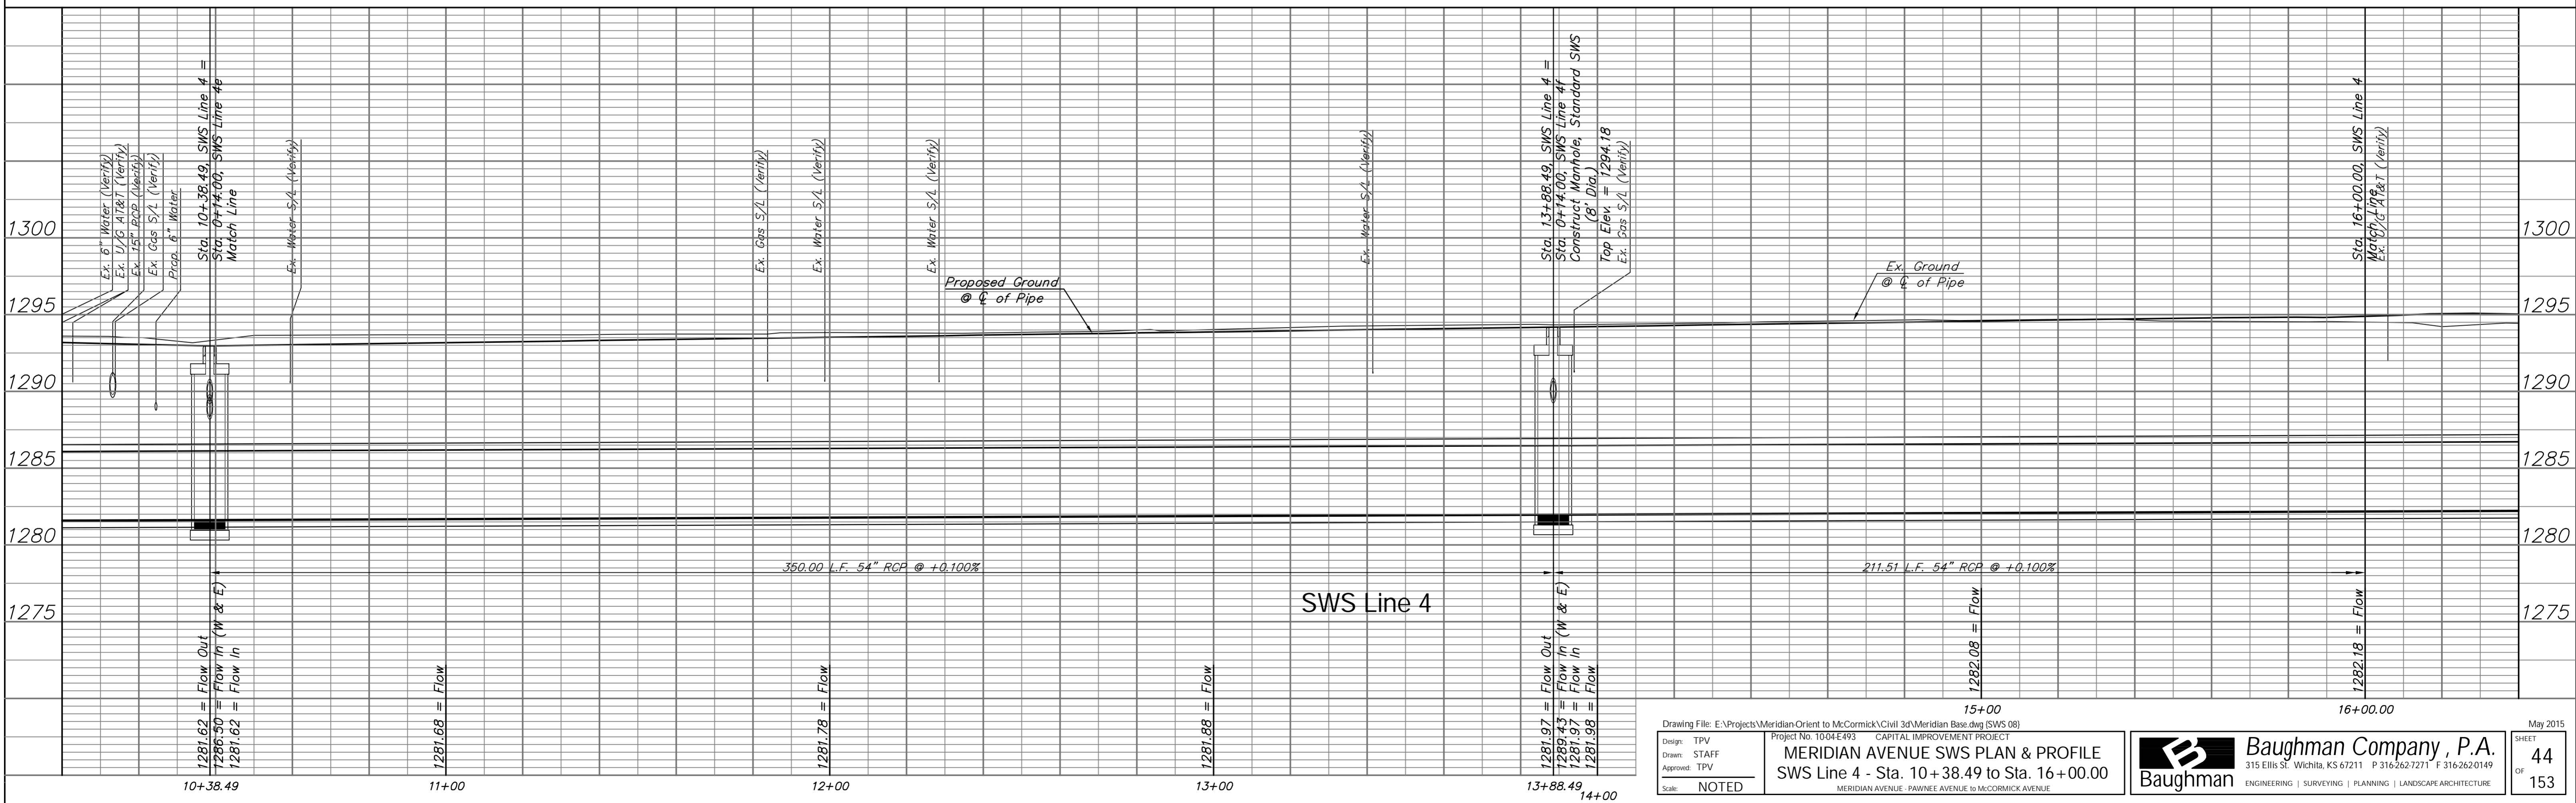 1300
1295
1290
1285
1280
1275
1300
1295
1290
1285
1280
1275
Ex. 6" Water (Verify)
Ex. U/G AT&T (Verify)
Ex. 15" RCP (Verify)
Ex. Gas S/L (Verify)
Prop. 6" Water
Sta. 10+38.49, SWS Line 4 =
Sta. 0+14.00, SWS Line 4e
Match Line
Ex. Water S/L (Verify)
Ex. Gas S/L (Verify)
Ex. Water S/L (Verify)
Ex. Water S/L (Verify)
Proposed Ground
@ ℄ of Pipe
Ex. Water S/L (Verify)
Sta. 13+88.49, SWS Line 4 =
Sta. 0+14.00, SWS Line 4f
Construct Manhole, Standard SWS
(8' Dia.)
Top Elev. = 1294.18
Ex. Gas S/L (Verify)
Ex. Ground
@ ℄ of Pipe
Sta. 16+00.00, SWS Line 4
Match Line
Ex. U/G AT&T (Verify)
350.00 L.F. 54" RCP @ +0.100%
211.51 L.F. 54" RCP @ +0.100%
SWS Line 4
1281.62 = Flow Out
1286.50 = Flow In (W & E)
1281.62 = Flow In
1281.68 = Flow
1281.78 = Flow
1281.88 = Flow
1281.97 = Flow Out
1289.43 = Flow In (W & E)
1281.97 = Flow In
1281.98 = Flow
1282.08 = Flow
1282.18 = Flow
10+38.49
11+00
12+00
13+00
13+88.49
14+00
15+00
16+00.00
Drawing File: E:\Projects\Meridian-Orient to McCormick\Civil 3d\Meridian Base.dwg (SWS 08)
May 2015
Design: TPV
Drawn: STAFF
Approved: TPV
Scale: NOTED
Project No. 10-04-E493 CAPITAL IMPROVEMENT PROJECT
MERIDIAN AVENUE SWS PLAN & PROFILE
SWS Line 4 - Sta. 10+38.49 to Sta. 16+00.00
MERIDIAN AVENUE - PAWNEE AVENUE to McCORMICK AVENUE
Baughman
Baughman Company, P.A.
315 Ellis St. Wichita, KS 67211 P 316-262-7271 F 316-262-0149
ENGINEERING | SURVEYING | PLANNING | LANDSCAPE ARCHITECTURE
SHEET
44
OF
153